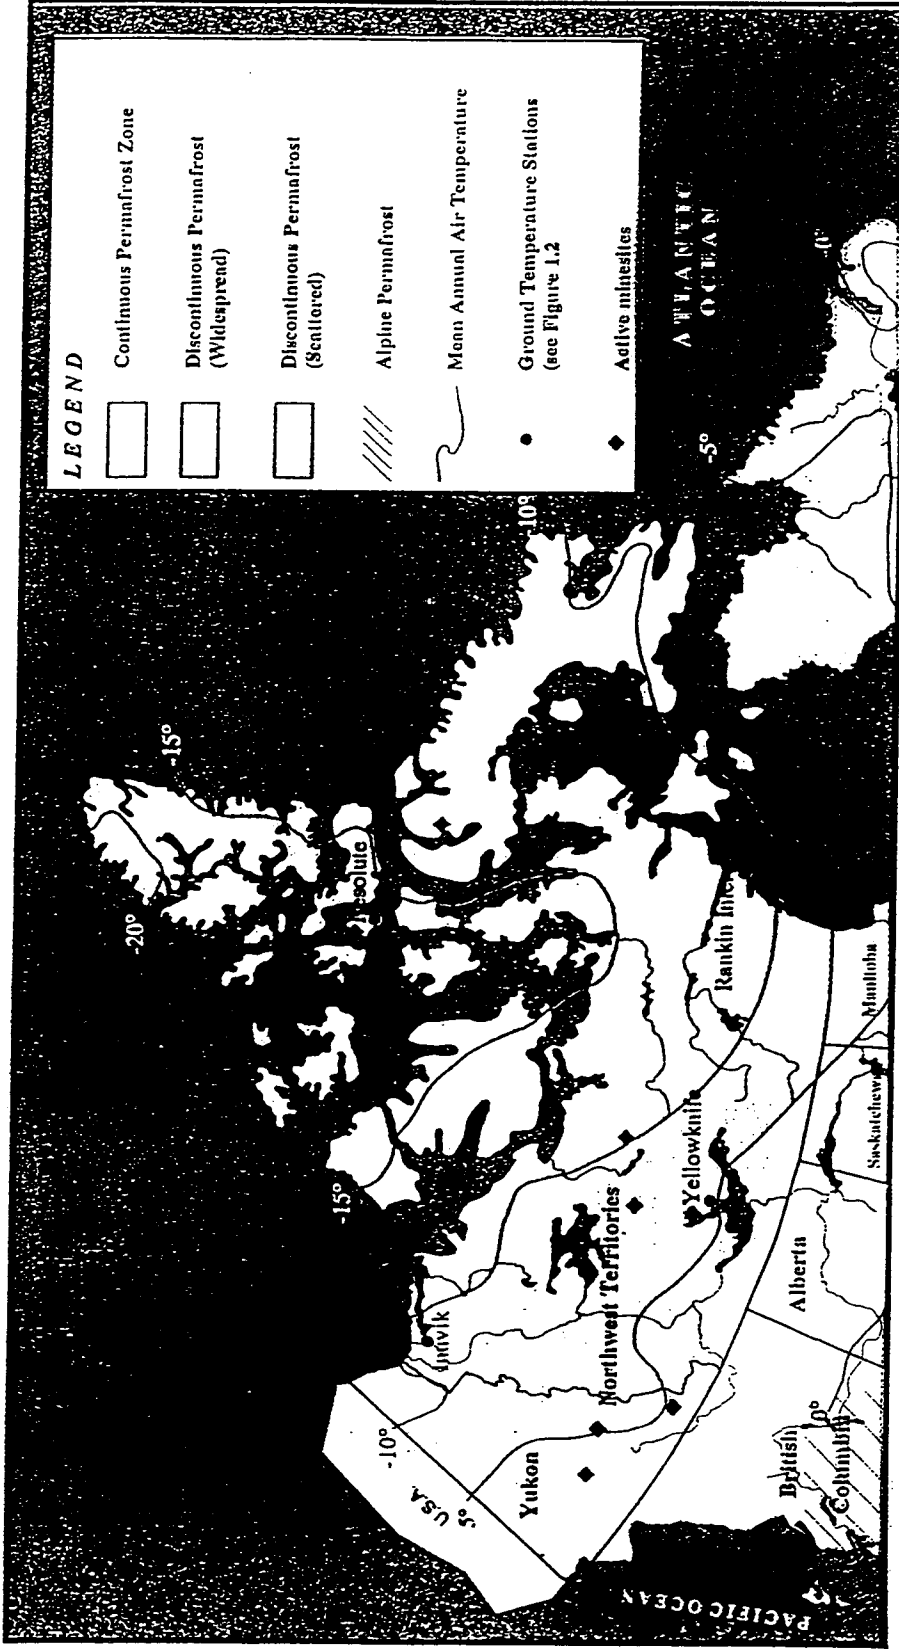 LEGEND
Continuous Permafrost Zone
Discontinuous Permafrost
(Widespread)
Discontinuous Permafrost
(Scattered)
Alpine Permafrost
Mean Annual Air Temperature
Ground Temperature Stations
(see Figure 1.2
Active minesites
ATLANTIC
OCEAN
-15°
-20°
Resolute
-15°
-10°
-5°
Inuvik
-10°
U.S.A.
-5°
Yukon
Northwest Territories
Yellowknife
Rankin Inle
PACIFIC OCEAN
British
Columbia
0°
Alberta
Saskatchewan
Manitoba